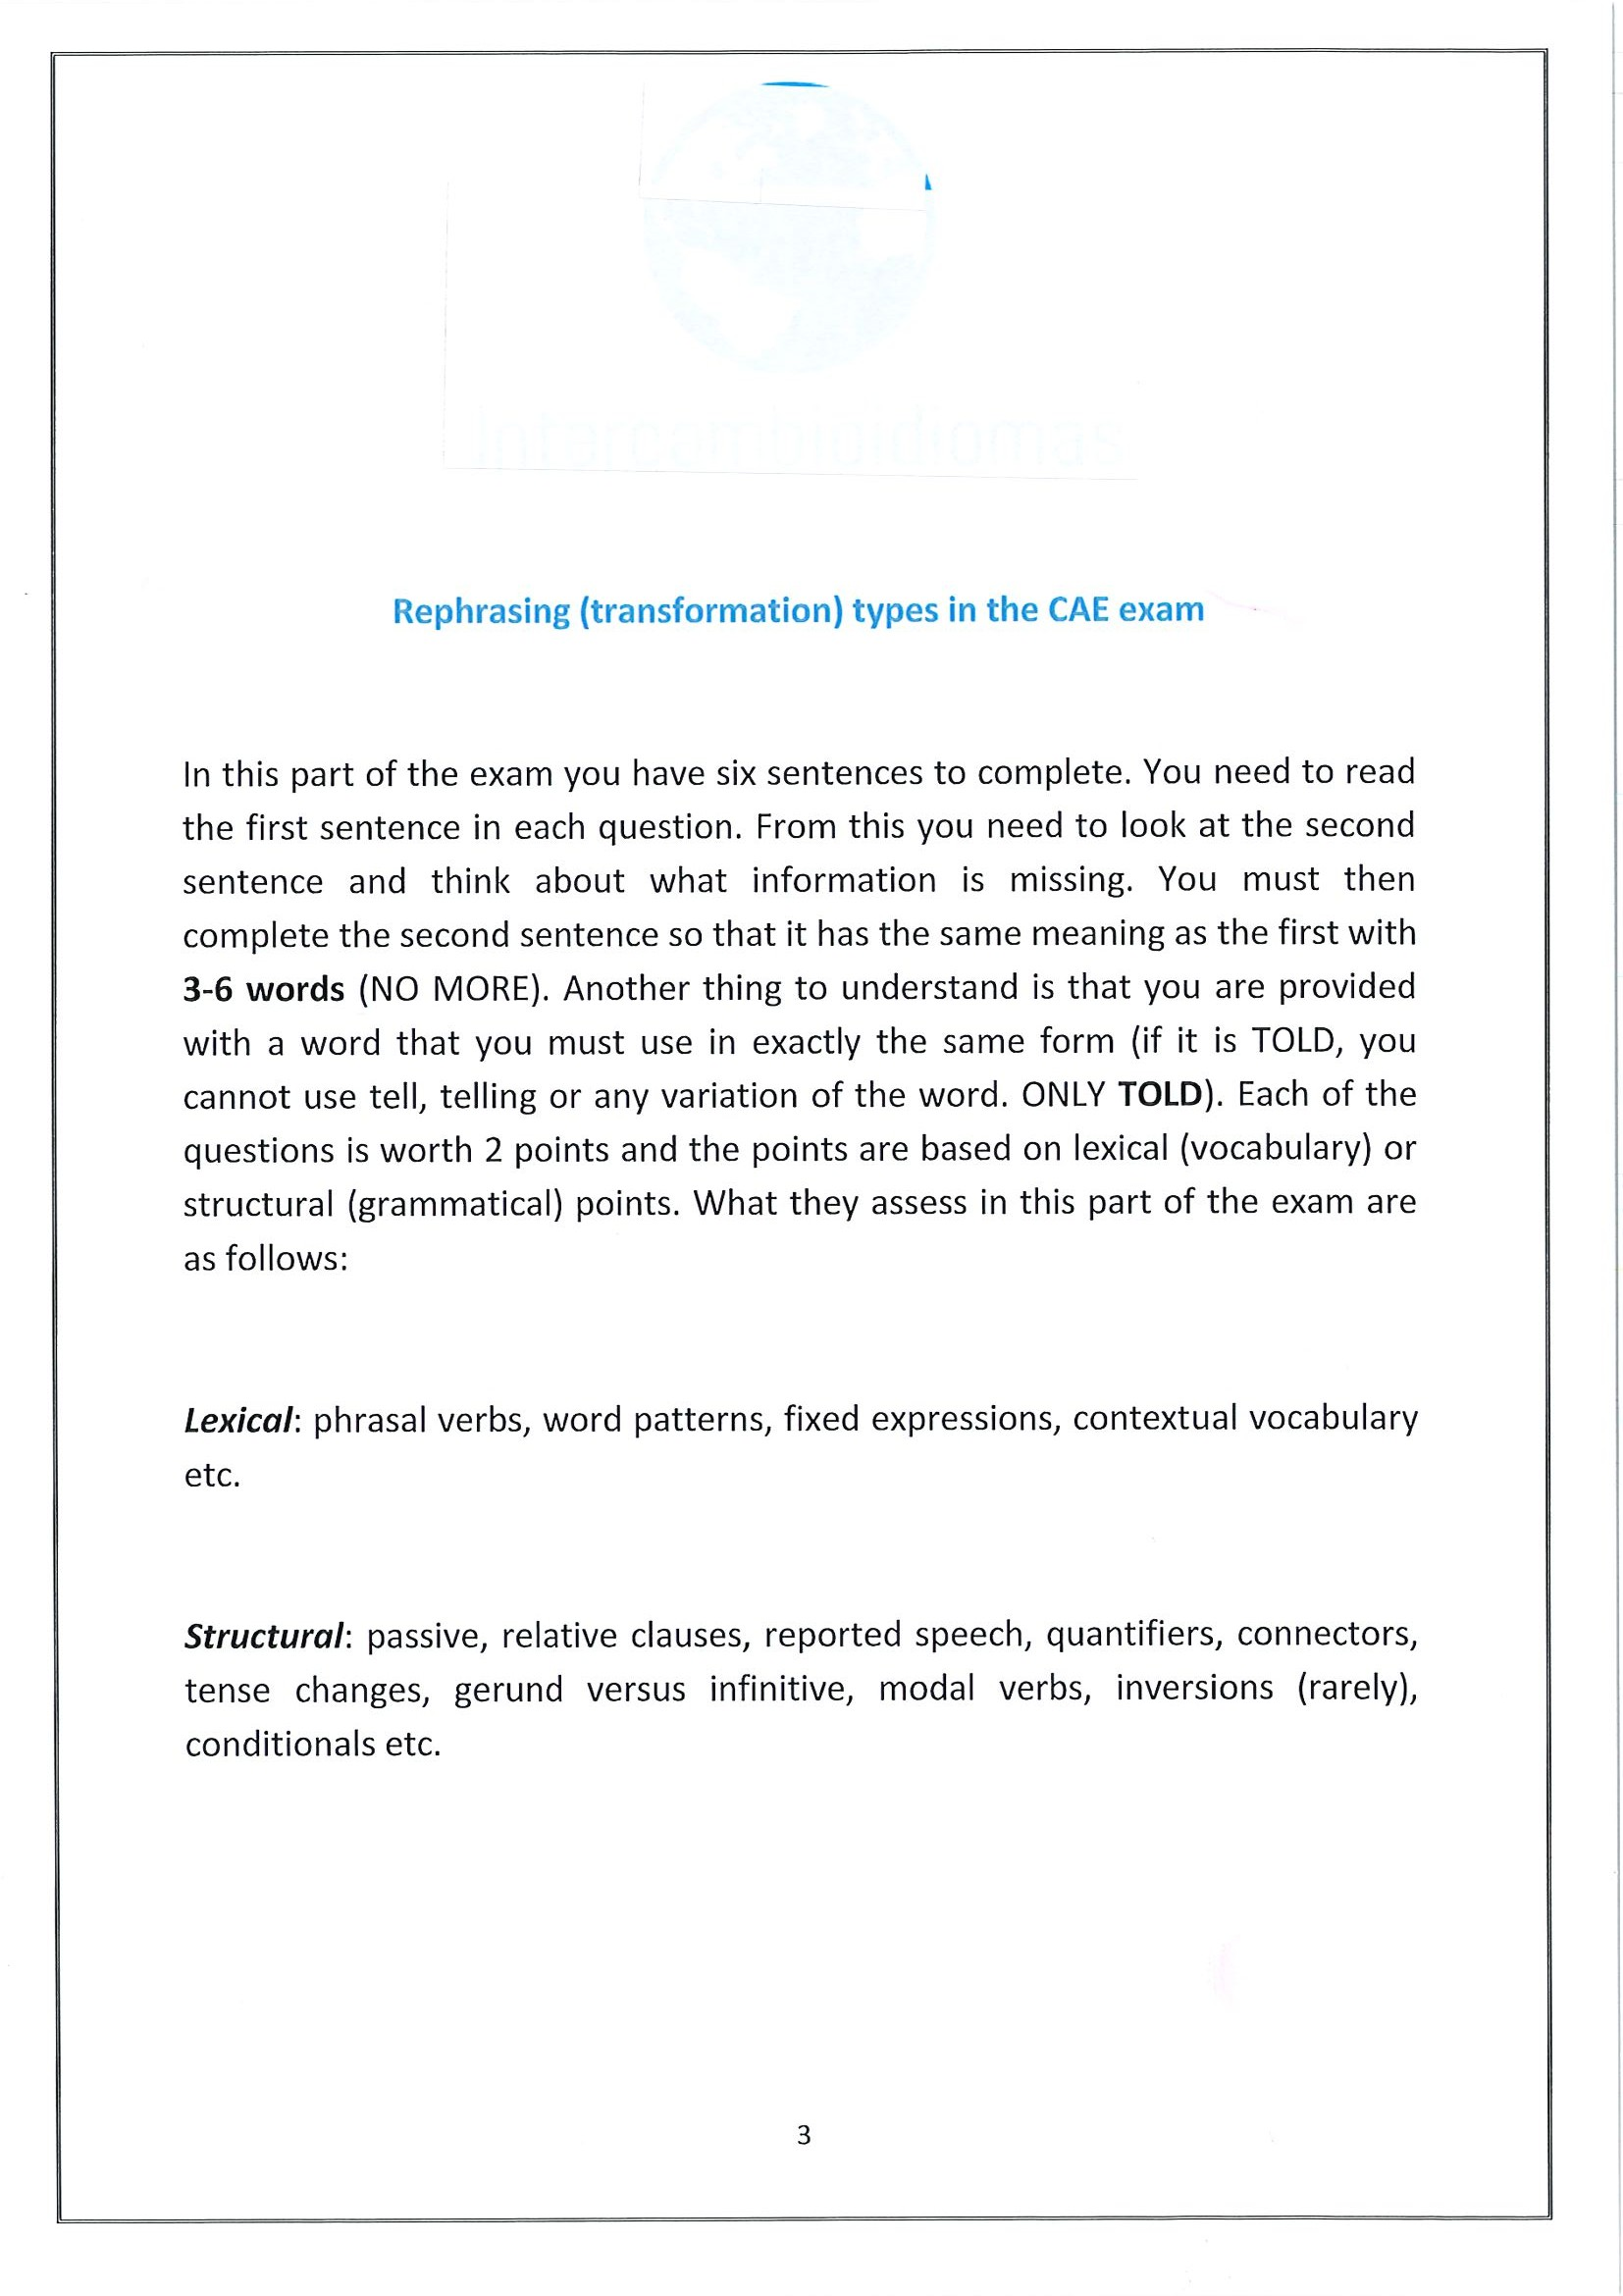 Intercambioidiomas
Rephrasing (transformation) types in the CAE exam
In this part of the exam you have six sentences to complete. You need to read
the first sentence in each question. From this you need to look at the second
sentence and think about what information is missing. You must then
complete the second sentence so that it has the same meaning as the first with
3-6 words (NO MORE). Another thing to understand is that you are provided
with a word that you must use in exactly the same form (if it is TOLD, you
cannot use tell, telling or any variation of the word. ONLY TOLD). Each of the
questions is worth 2 points and the points are based on lexical (vocabulary) or
structural (grammatical) points. What they assess in this part of the exam are
as follows:
Lexical: phrasal verbs, word patterns, fixed expressions, contextual vocabulary
etc.
Structural: passive, relative clauses, reported speech, quantifiers, connectors,
tense changes, gerund versus infinitive, modal verbs, inversions (rarely),
conditionals etc.
3